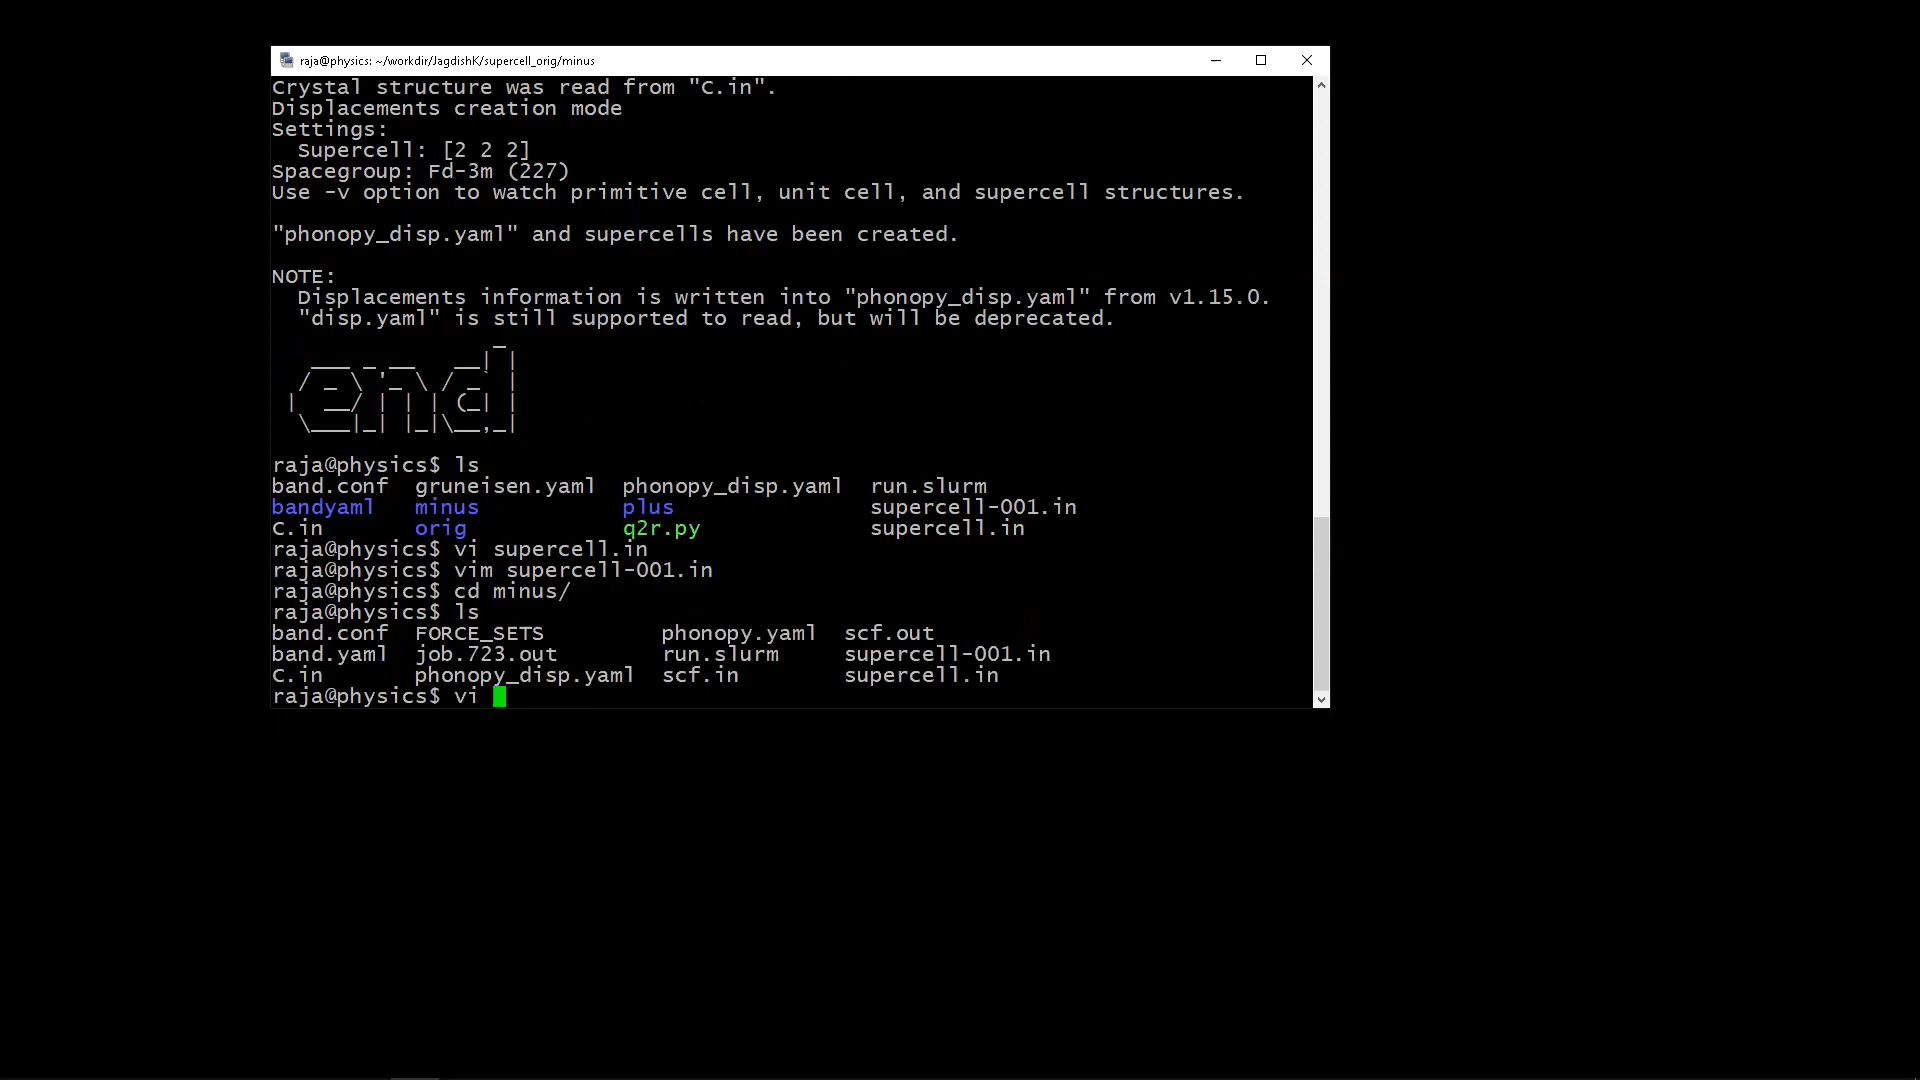 raja@physics: ~/workdir/JagdishK/supercell_orig/minus
Crystal structure was read from "C.in".
Displacements creation mode
Settings:
  Supercell: [2 2 2]
Spacegroup: Fd-3m (227)
Use -v option to watch primitive cell, unit cell, and supercell structures.
"phonopy_disp.yaml" and supercells have been created.
NOTE:
  Displacements information is written into "phonopy_disp.yaml" from v1.15.0.
  "disp.yaml" is still supported to read, but will be deprecated.
end
raja@physics$ ls
band.conf  gruneisen.yaml  phonopy_disp.yaml  run.slurm
bandyaml   minus           plus               supercell-001.in
C.in       orig            q2r.py             supercell.in
raja@physics$ vi supercell.in
raja@physics$ vim supercell-001.in
raja@physics$ cd minus/
raja@physics$ ls
band.conf  FORCE_SETS         phonopy.yaml  scf.out
band.yaml  job.723.out        run.slurm     supercell-001.in
C.in       phonopy_disp.yaml  scf.in        supercell.in
raja@physics$ vi